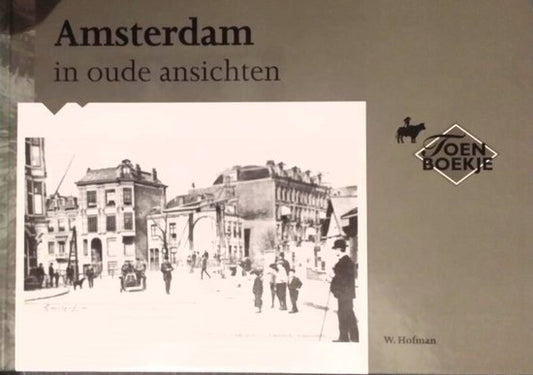 Amsterdam
in oude ansichten
TOEN
BOEKJE
W. Hofman